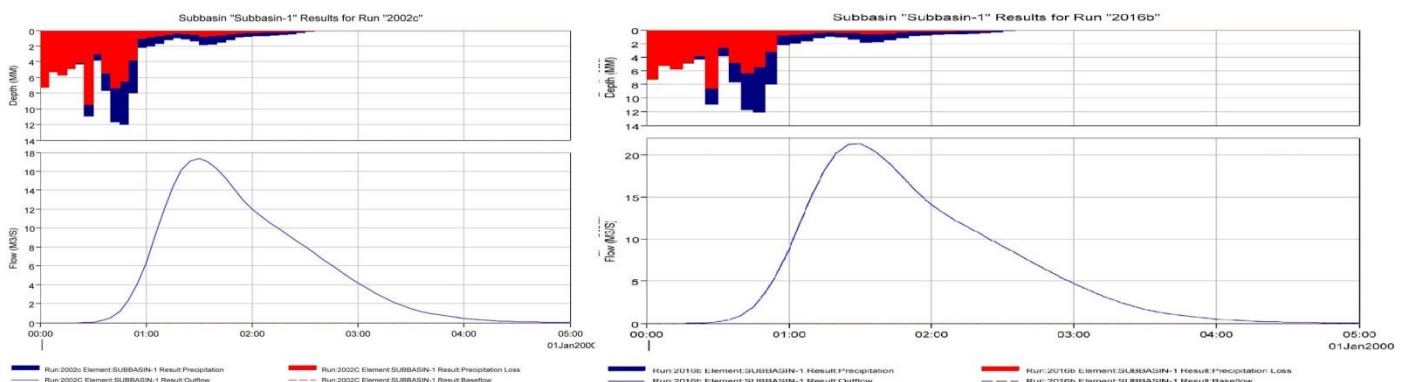 Subbasin "Subbasin-1" Results for Run "2002c"
Depth (MM)
0
2
4
6
8
10
12
14
Flow (M3/S)
18
16
14
12
10
8
6
4
2
0
00:00 01:00 02:00 03:00 04:00 05:00
01Jan2000
Run:2002c Element:SUBBASIN-1 Result:Precipitation Run:2002C Element:SUBBASIN-1 Result:Precipitation Loss
Run:2002C Element:SUBBASIN-1 Result:Outflow Run:2002C Element:SUBBASIN-1 Result:Baseflow
Subbasin "Subbasin-1" Results for Run "2016b"
Depth (MM)
0
2
4
6
8
10
12
14
Flow (M3/S)
20
15
10
5
0
00:00 01:00 02:00 03:00 04:00 05:00
01Jan2000
Run:2016b Element:SUBBASIN-1 Result:Precipitation Run:2016b Element:SUBBASIN-1 Result:Precipitation Loss
Run:2016b Element:SUBBASIN-1 Result:Outflow Run:2016b Element:SUBBASIN-1 Result:Baseflow